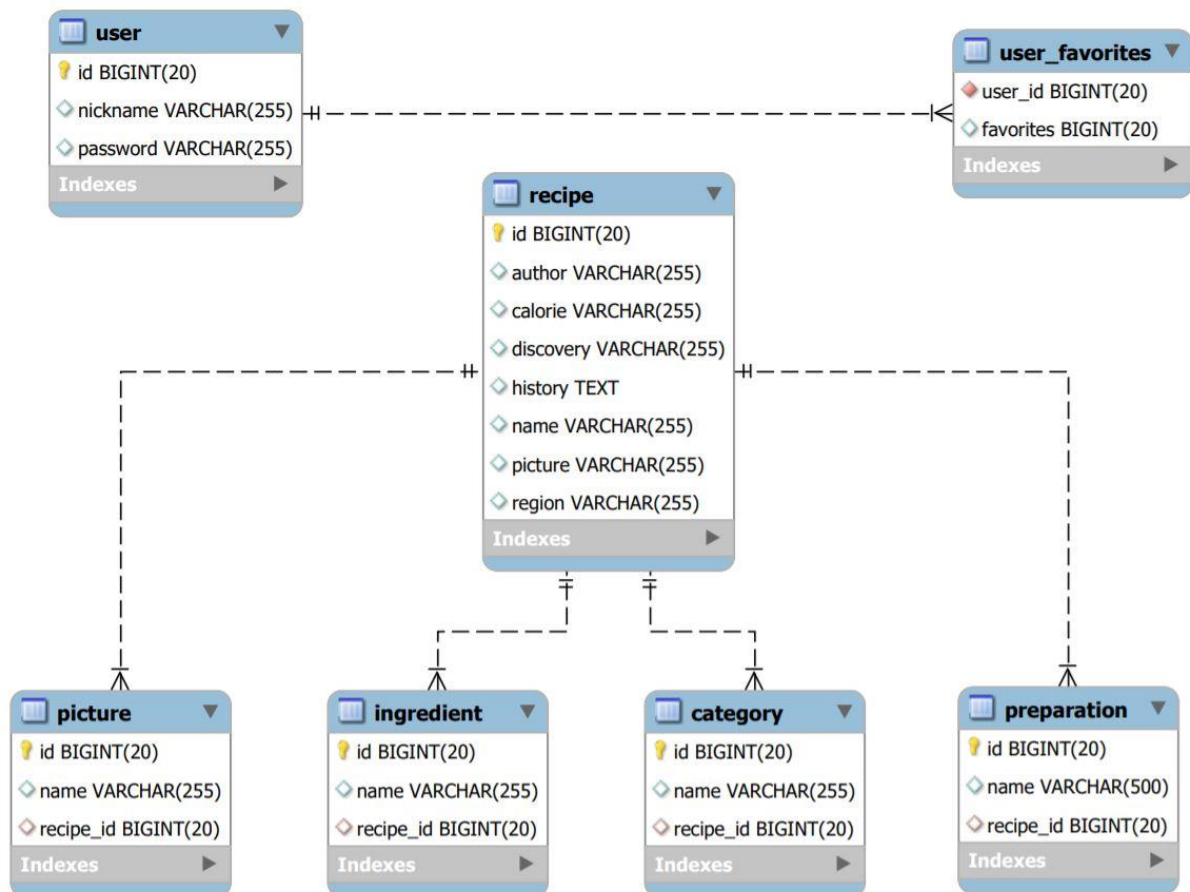 user
id BIGINT(20)
nickname VARCHAR(255)
password VARCHAR(255)
Indexes
user_favorites
user_id BIGINT(20)
favorites BIGINT(20)
Indexes
recipe
id BIGINT(20)
author VARCHAR(255)
calorie VARCHAR(255)
discovery VARCHAR(255)
history TEXT
name VARCHAR(255)
picture VARCHAR(255)
region VARCHAR(255)
Indexes
picture
id BIGINT(20)
name VARCHAR(255)
recipe_id BIGINT(20)
Indexes
ingredient
id BIGINT(20)
name VARCHAR(255)
recipe_id BIGINT(20)
Indexes
category
id BIGINT(20)
name VARCHAR(255)
recipe_id BIGINT(20)
Indexes
preparation
id BIGINT(20)
name VARCHAR(500)
recipe_id BIGINT(20)
Indexes